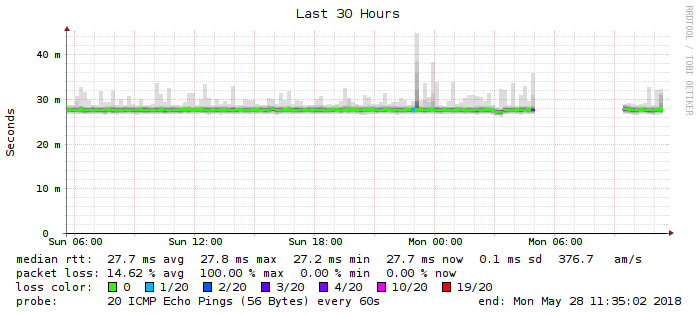 Last 30 Hours
RRDTOOL / TOBI OETIKER
Seconds
40 m
30 m
20 m
10 m
0
Sun 06:00 Sun 12:00 Sun 18:00 Mon 00:00 Mon 06:00
median rtt: 27.7 ms avg 27.8 ms max 27.2 ms min 27.7 ms now 0.1 ms sd 376.7 am/s
packet loss: 14.62 % avg 100.00 % max 0.00 % min 0.00 % now
loss color: 0 1/20 2/20 3/20 4/20 10/20 19/20
probe: 20 ICMP Echo Pings (56 Bytes) every 60s end: Mon May 28 11:35:02 2018